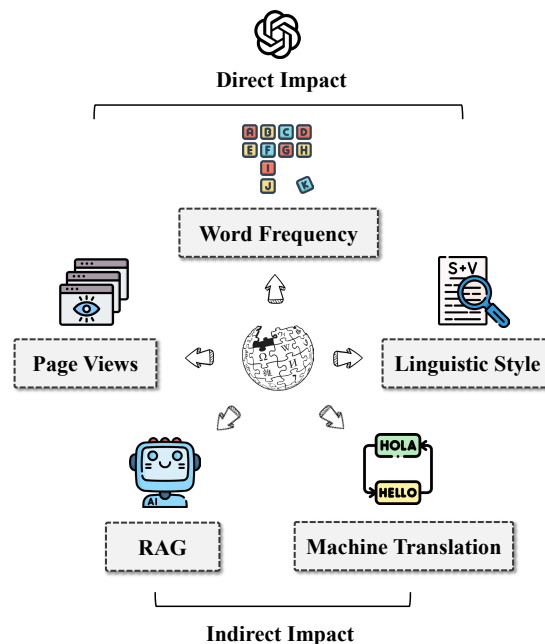 Direct Impact
A B C D
E F G H
I
J K
Word Frequency
S+V
Page Views
Linguistic Style
Ω W
HOLA
HELLO
AI
RAG
Machine Translation
Indirect Impact